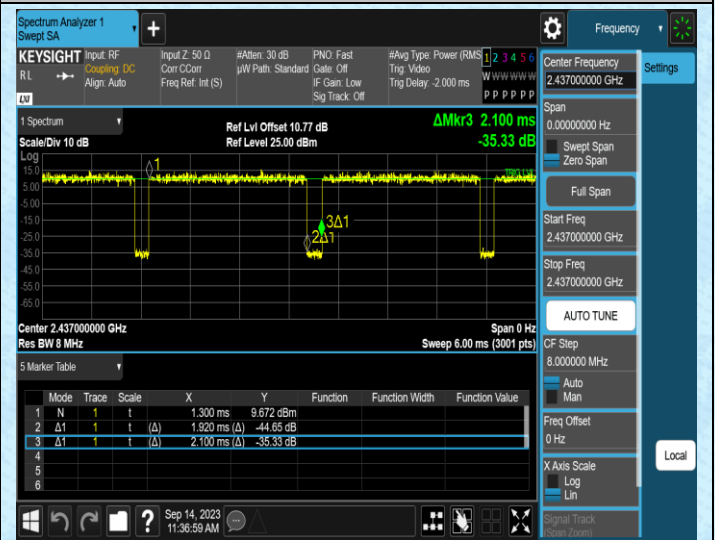 Spectrum Analyzer 1
Swept SA
Frequency
KEYSIGHT Input: RF
Coupling: DC
Align: Auto
RL
LXI
Input Z: 50 Ω
Corr CCorr
Freq Ref: Int (S)
#Atten: 30 dB
µW Path: Standard
PNO: Fast
Gate: Off
IF Gain: Low
Sig Track: Off
#Avg Type: Power (RMS
Trig: Video
Trig Delay: -2.000 ms
1 2 3 4 5 6
W W W W W W
P P P P P P
1 Spectrum
Scale/Div 10 dB
Ref Lvl Offset 10.77 dB
Ref Level 25.00 dBm
ΔMkr3 2.100 ms
-35.33 dB
Log
15.0
5.00
-5.00
-15.0
-25.0
-35.0
-45.0
-55.0
-65.0
1
TRIG LVL
3Δ1
2Δ1
Center 2.437000000 GHz
Res BW 8 MHz
Span 0 Hz
Sweep 6.00 ms (3001 pts)
5 Marker Table
Mode Trace Scale X Y Function Function Width Function Value
1 N 1 t 1.300 ms 9.672 dBm
2 Δ1 1 t (Δ) 1.920 ms (Δ) -44.65 dB
3 Δ1 1 t (Δ) 2.100 ms (Δ) -35.33 dB
4
5
6
?
Sep 14, 2023
11:36:59 AM
Center Frequency
2.437000000 GHz
Settings
Span
0.00000000 Hz
Swept Span
Zero Span
Full Span
Start Freq
2.437000000 GHz
Stop Freq
2.437000000 GHz
AUTO TUNE
CF Step
8.000000 MHz
Auto
Man
Freq Offset
0 Hz
X Axis Scale
Log
Lin
Signal Track
(Span Zoom)
Local